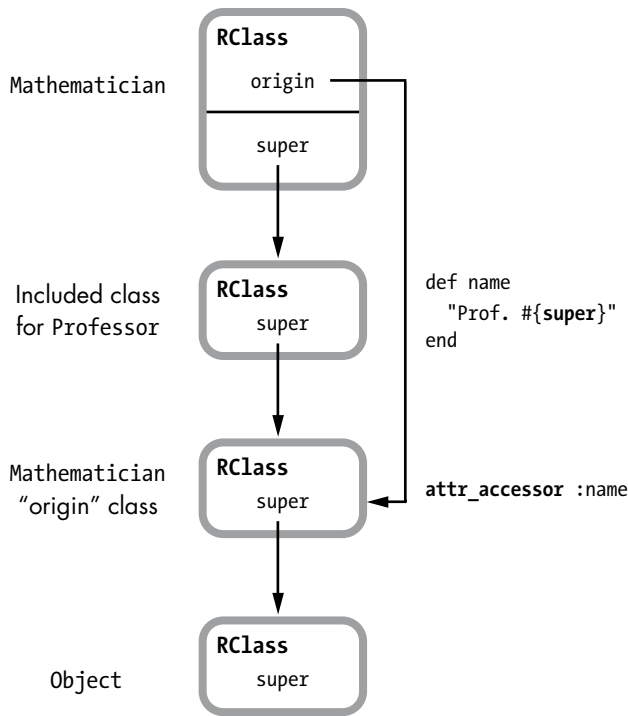 RClass
Mathematician
origin
super
Included class
for Professor
RClass
super
def name
"Prof. #{super}"
end
Mathematician
"origin" class
RClass
super
attr_accessor :name
Object
RClass
super